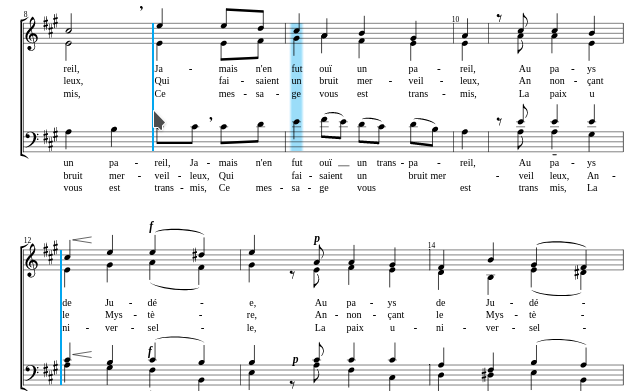 8
reil, Ja - mais n'en fut ouï un pa - reil, Au pa - ys
leux, Qui fai - saient un bruit mer - veil - leux, An non - çant
mis, Ce mes - sa - ge vous est trans - mis, La paix u
10
un pa - reil, Ja - mais n'en fut ouï __ un trans - pa - reil, Au pa - ys
bruit mer - veil - leux, Qui fai - saient un bruit mer - veil leux, An -
vous est trans - mis, Ce mes - sa - ge vous est trans mis, La
12
f
p
14
de Ju - dé - e, Au pa - ys de Ju - dé -
le Mys - tè - re, An - non - çant le Mys - tè -
ni - ver - sel - le, La paix u - ni - ver - sel -
f
p